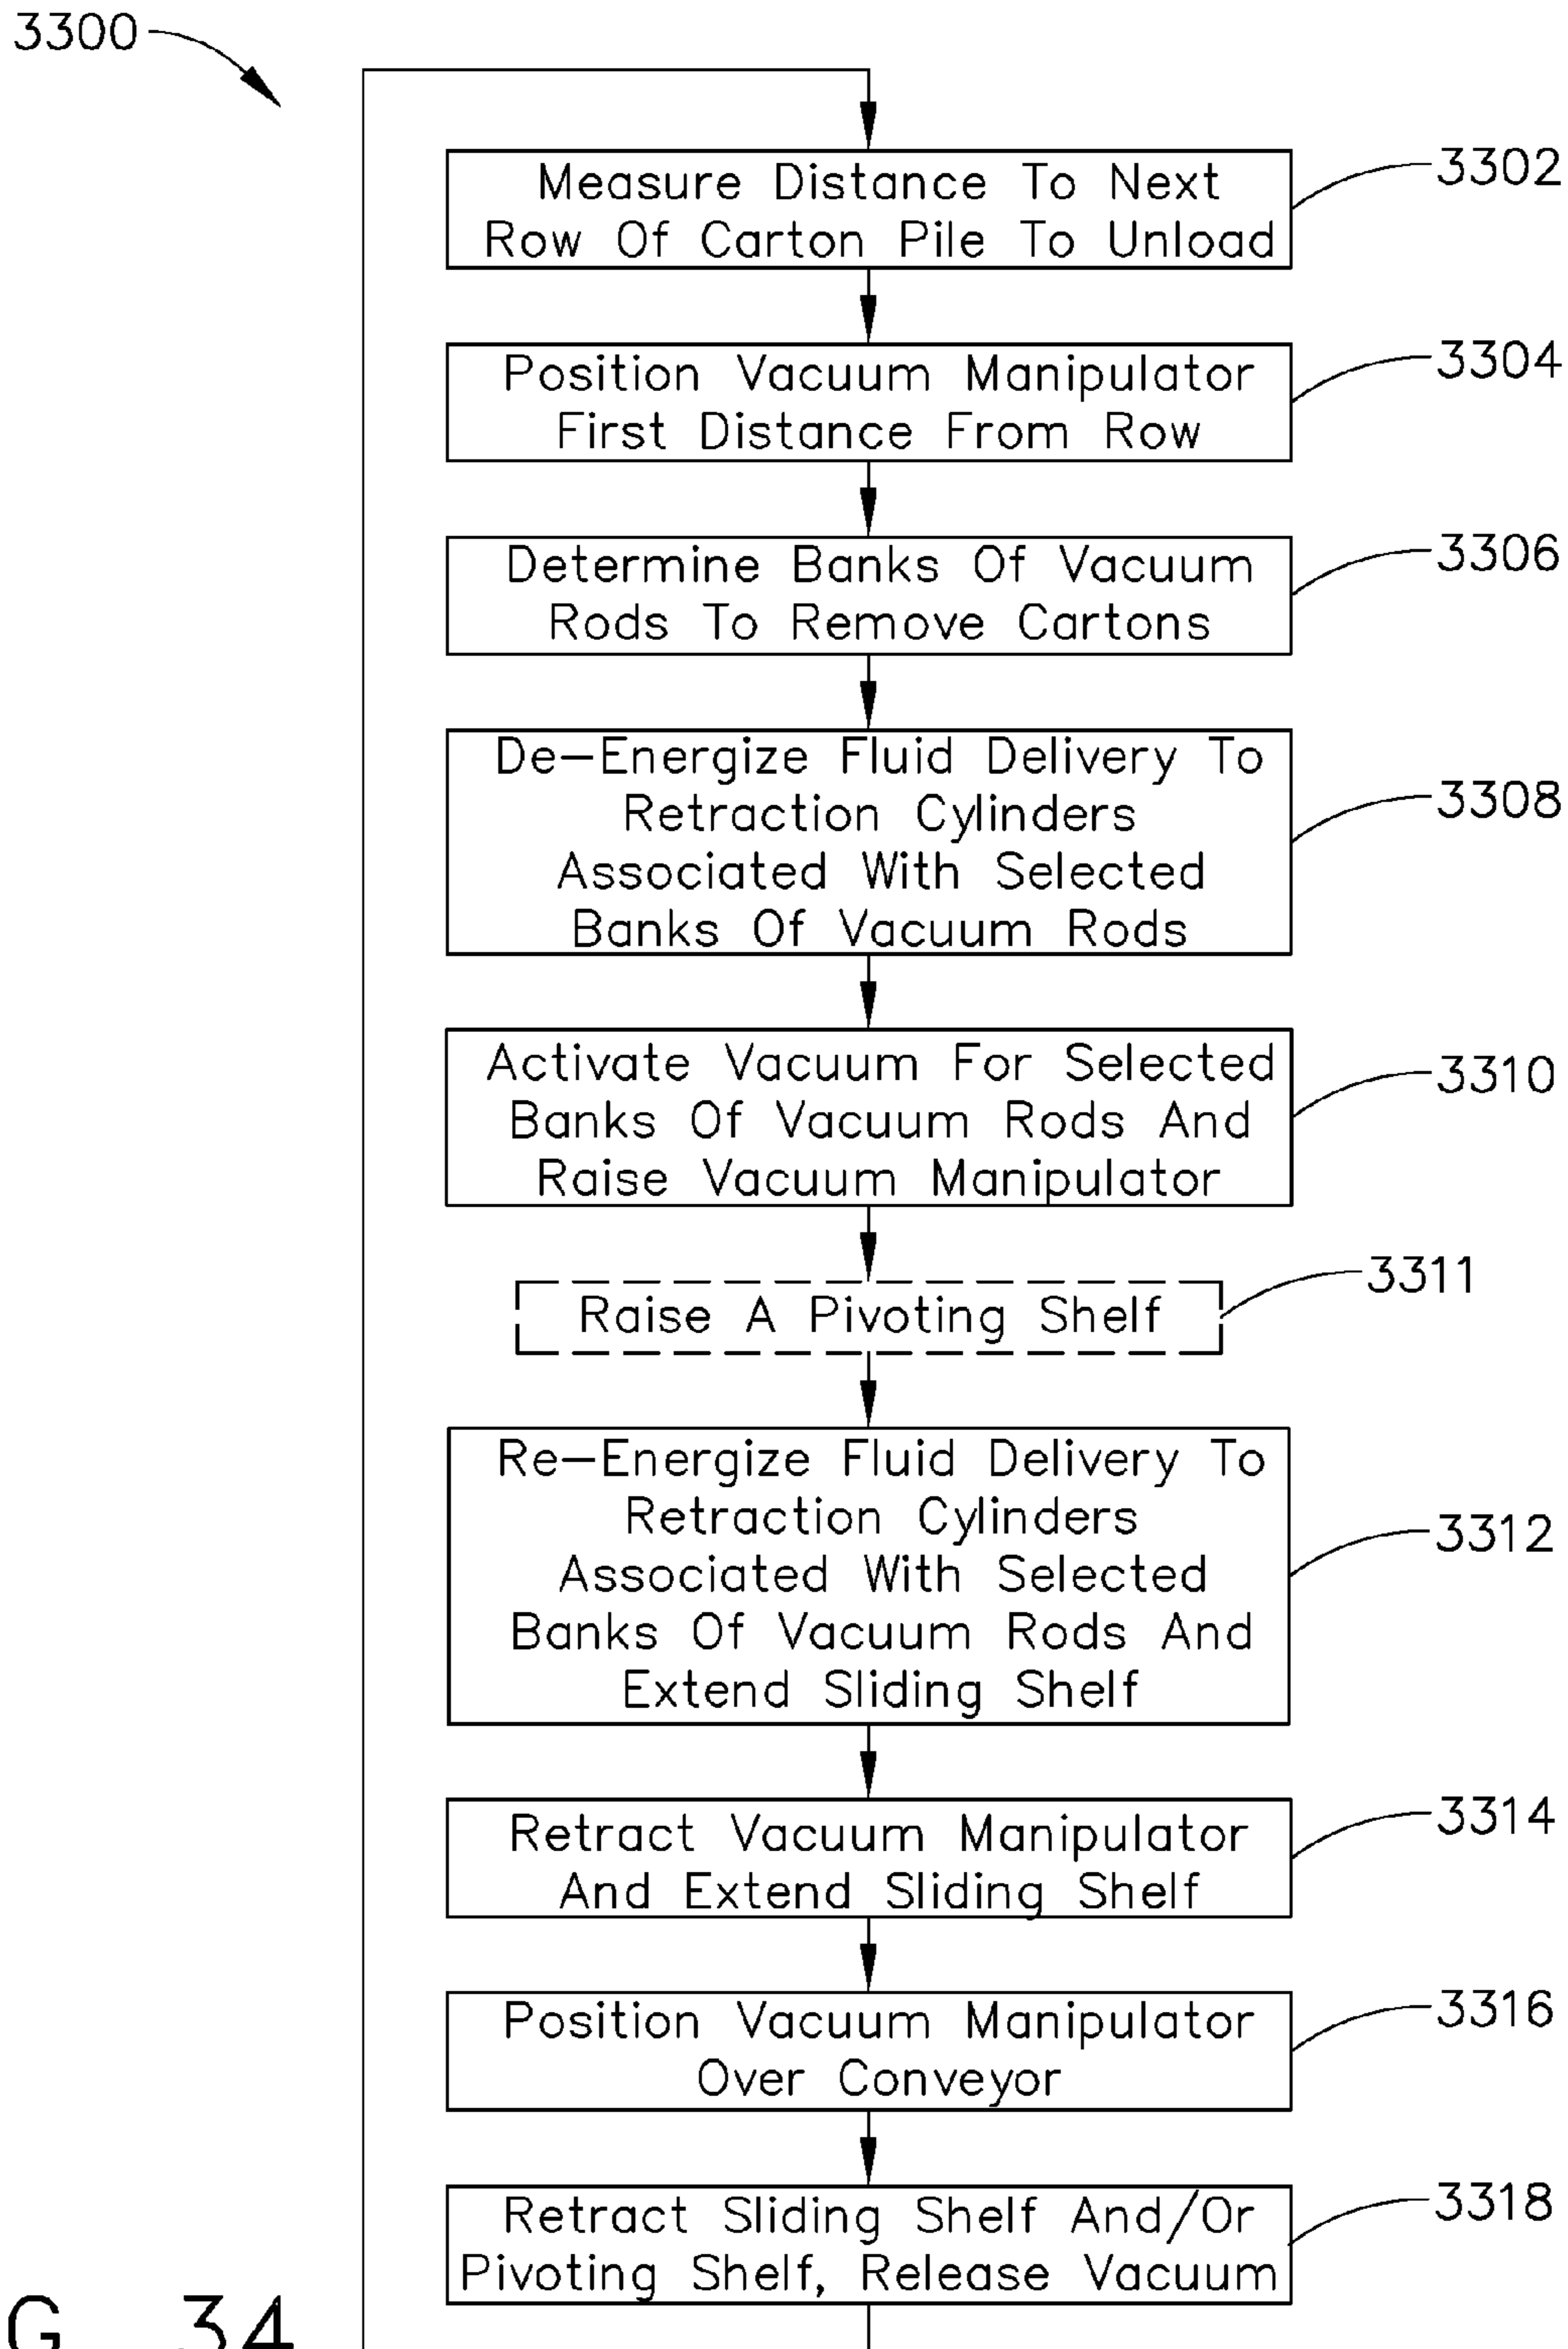 3300
Measure Distance To Next
Row Of Carton Pile To Unload
3302
Position Vacuum Manipulator
First Distance From Row
3304
Determine Banks Of Vacuum
Rods To Remove Cartons
3306
De-Energize Fluid Delivery To
Retraction Cylinders
Associated With Selected
Banks Of Vacuum Rods
3308
Activate Vacuum For Selected
Banks Of Vacuum Rods And
Raise Vacuum Manipulator
3310
Raise A Pivoting Shelf
3311
Re-Energize Fluid Delivery To
Retraction Cylinders
Associated With Selected
Banks Of Vacuum Rods And
Extend Sliding Shelf
3312
Retract Vacuum Manipulator
And Extend Sliding Shelf
3314
Position Vacuum Manipulator
Over Conveyor
3316
Retract Sliding Shelf And/Or
Pivoting Shelf, Release Vacuum
3318
G. 34